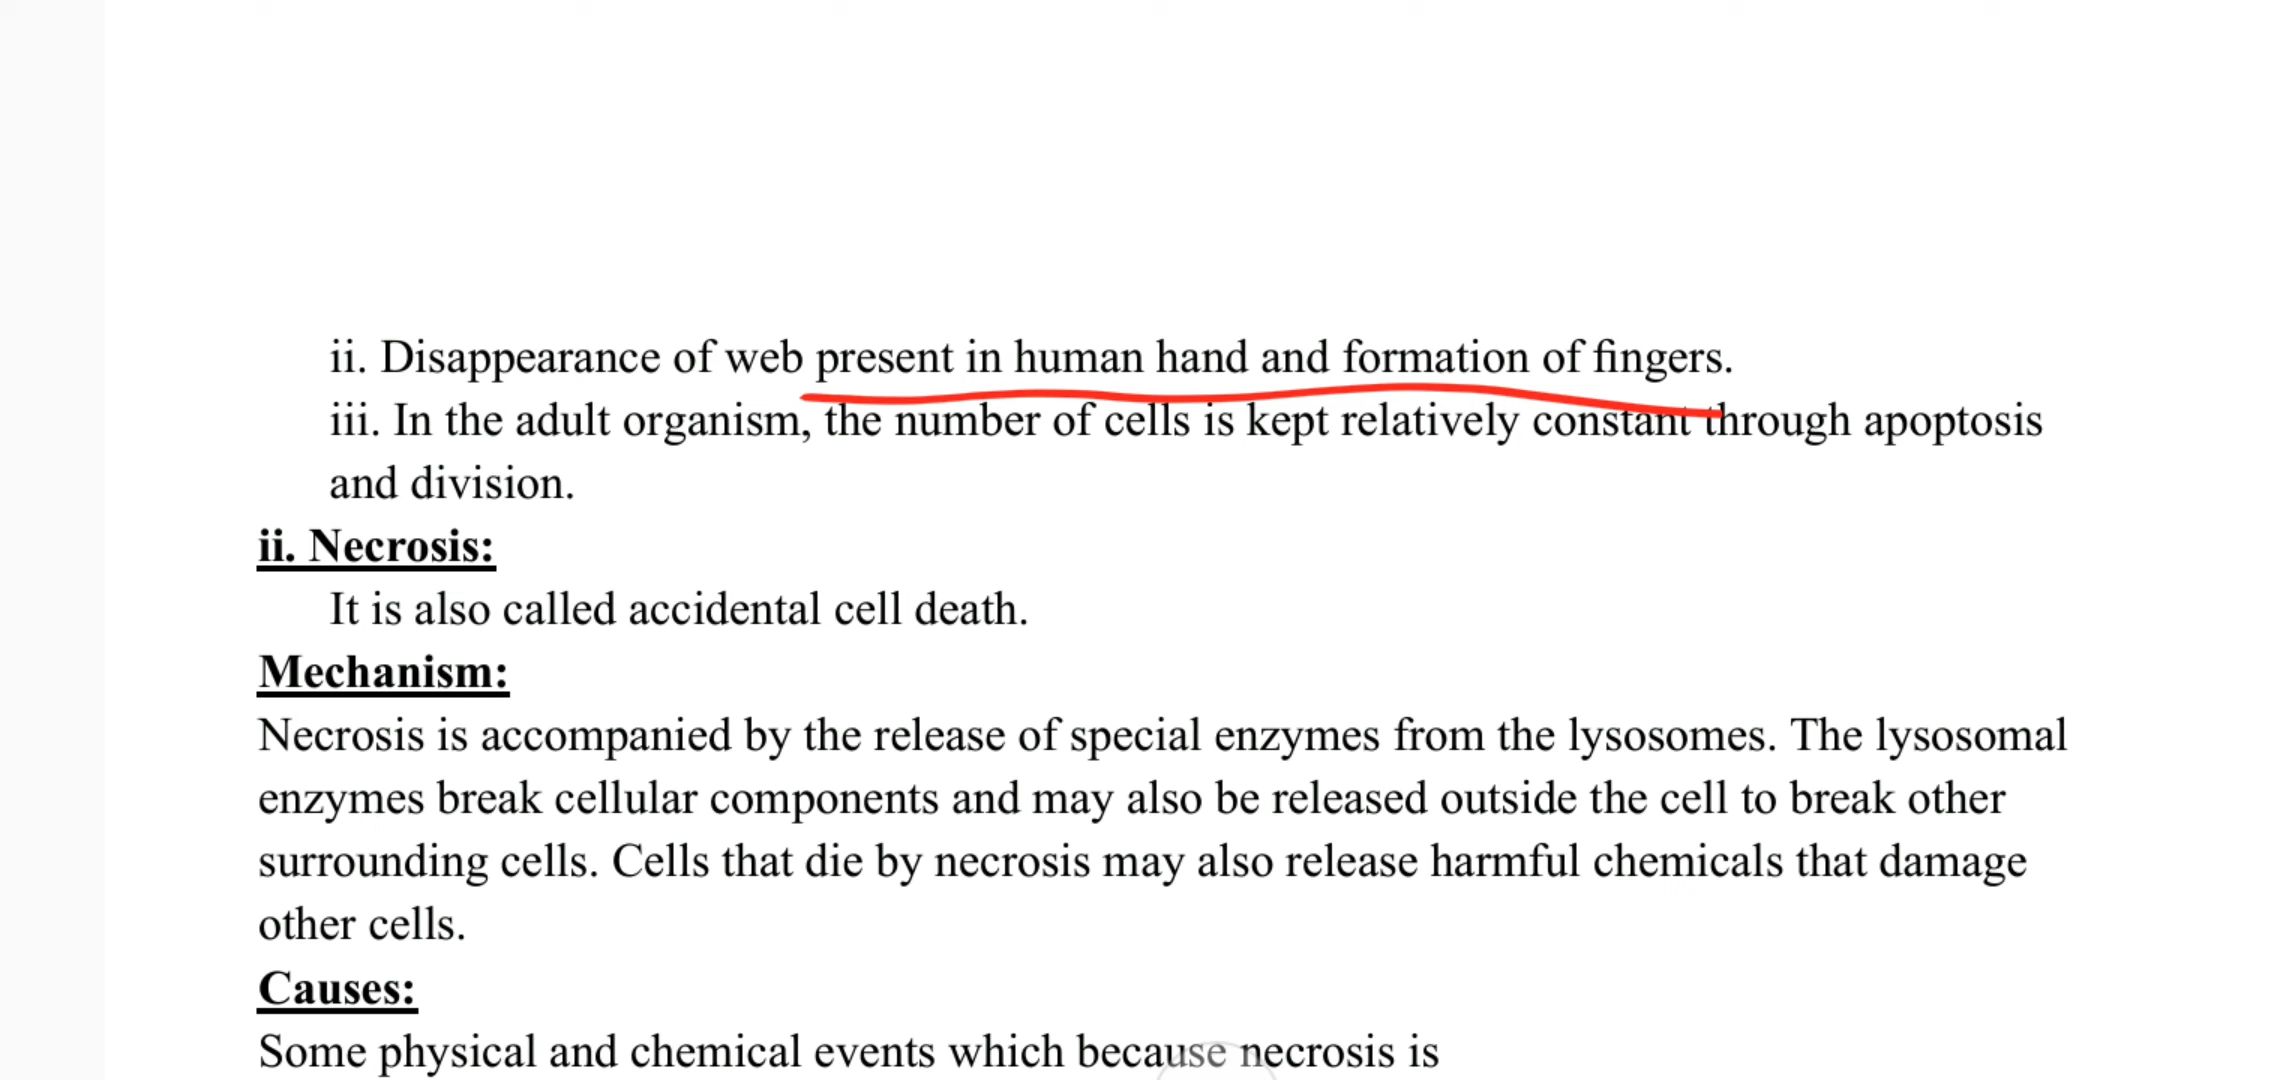 ii. Disappearance of web present in human hand and formation of fingers.
iii. In the adult organism, the number of cells is kept relatively constant through apoptosis
and division.
ii. Necrosis:
It is also called accidental cell death.
Mechanism:
Necrosis is accompanied by the release of special enzymes from the lysosomes. The lysosomal
enzymes break cellular components and may also be released outside the cell to break other
surrounding cells. Cells that die by necrosis may also release harmful chemicals that damage
other cells.
Causes:
Some physical and chemical events which because necrosis is